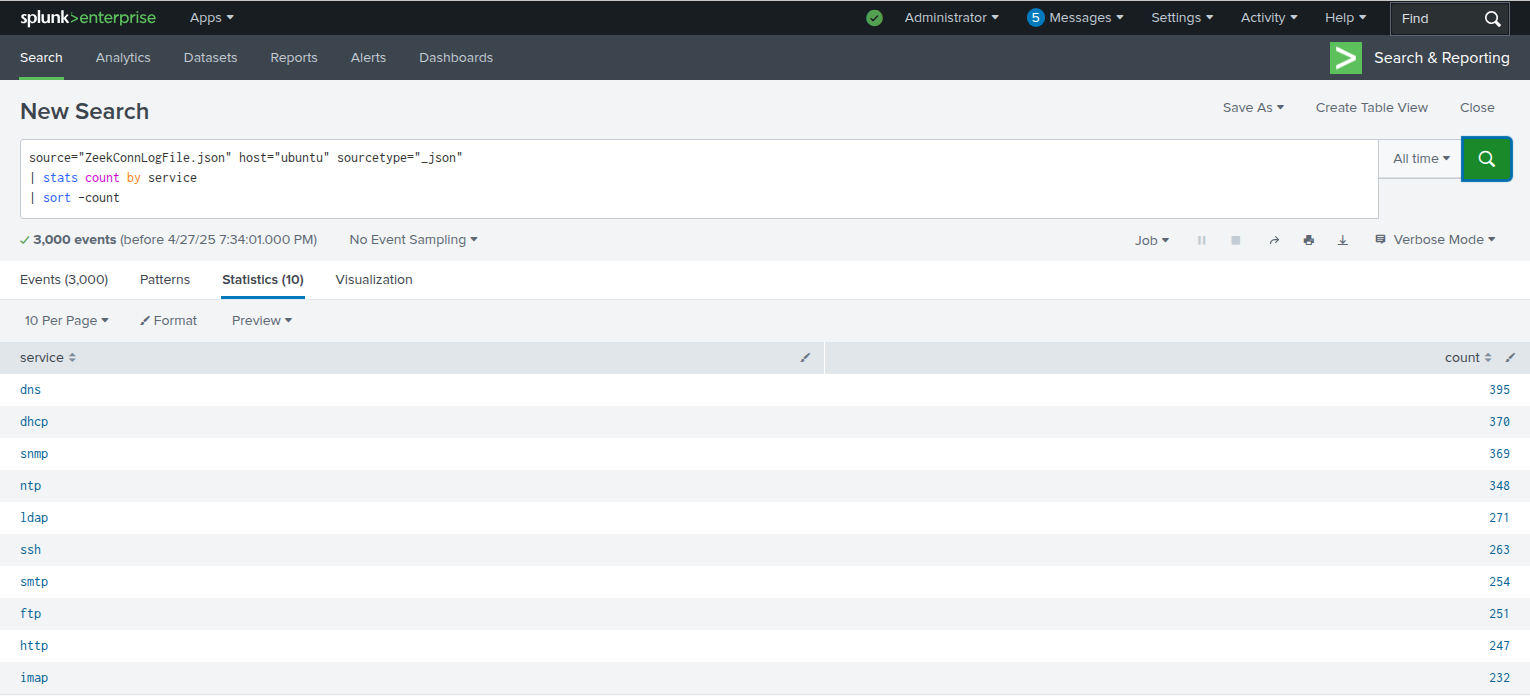 splunk>enterprise Apps Administrator 5 Messages Settings Activity Help Find
Search Analytics Datasets Reports Alerts Dashboards > Search & Reporting
New Search Save As Create Table View Close
source="ZeekConnLogFile.json" host="ubuntu" sourcetype="_json" All time
| stats count by service
| sort -count
3,000 events (before 4/27/25 7:34:01.000 PM) No Event Sampling Job Verbose Mode
Events (3,000) Patterns Statistics (10) Visualization
10 Per Page Format Preview
service count
dns 395
dhcp 370
snmp 369
ntp 348
ldap 271
ssh 263
smtp 254
ftp 251
http 247
imap 232